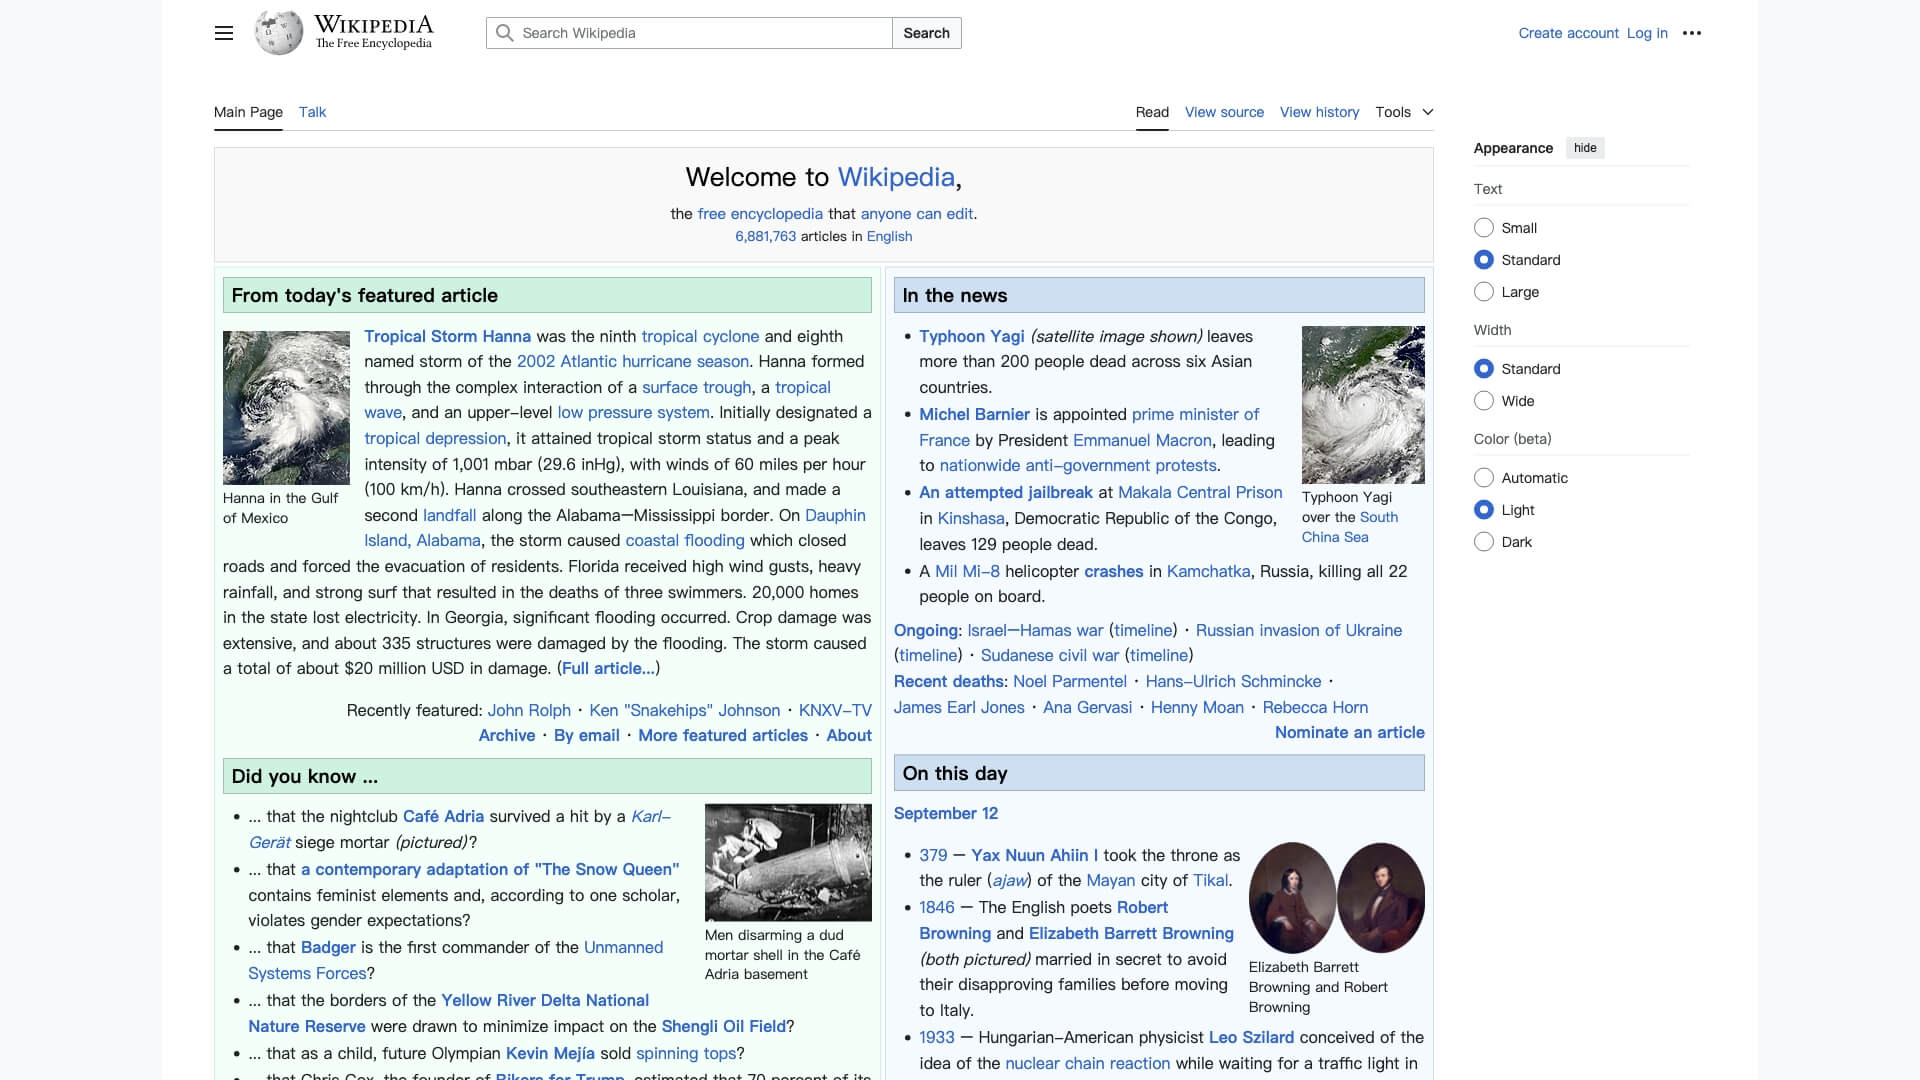 WIKIPEDIA
The Free Encyclopedia
Search Wikipedia
Search
Create account Log in
Main Page Talk
Read View source View history Tools
Welcome to Wikipedia,
the free encyclopedia that anyone can edit.
6,881,763 articles in English
From today's featured article
Hanna in the Gulf
of Mexico
Tropical Storm Hanna was the ninth tropical cyclone and eighth
named storm of the 2002 Atlantic hurricane season. Hanna formed
through the complex interaction of a surface trough, a tropical
wave, and an upper-level low pressure system. Initially designated a
tropical depression, it attained tropical storm status and a peak
intensity of 1,001 mbar (29.6 inHg), with winds of 60 miles per hour
(100 km/h). Hanna crossed southeastern Louisiana, and made a
second landfall along the Alabama–Mississippi border. On Dauphin
Island, Alabama, the storm caused coastal flooding which closed
roads and forced the evacuation of residents. Florida received high wind gusts, heavy
rainfall, and strong surf that resulted in the deaths of three swimmers. 20,000 homes
in the state lost electricity. In Georgia, significant flooding occurred. Crop damage was
extensive, and about 335 structures were damaged by the flooding. The storm caused
a total of about $20 million USD in damage. (Full article...)
Recently featured: John Rolph · Ken "Snakehips" Johnson · KNXV-TV
Archive · By email · More featured articles · About
Did you know ...
• ... that the nightclub Café Adria survived a hit by a Karl-
Gerät siege mortar (pictured)?
• ... that a contemporary adaptation of "The Snow Queen"
contains feminist elements and, according to one scholar,
violates gender expectations?
• ... that Badger is the first commander of the Unmanned
Systems Forces?
• ... that the borders of the Yellow River Delta National
Nature Reserve were drawn to minimize impact on the Shengli Oil Field?
• ... that as a child, future Olympian Kevin Mejía sold spinning tops?
• ... that Chris Cox, the founder of Bikers for Trump, estimated that 70 percent of its
Men disarming a dud
mortar shell in the Café
Adria basement
In the news
• Typhoon Yagi (satellite image shown) leaves
more than 200 people dead across six Asian
countries.
• Michel Barnier is appointed prime minister of
France by President Emmanuel Macron, leading
to nationwide anti-government protests.
• An attempted jailbreak at Makala Central Prison
in Kinshasa, Democratic Republic of the Congo,
leaves 129 people dead.
• A Mil Mi-8 helicopter crashes in Kamchatka, Russia, killing all 22
people on board.
Typhoon Yagi
over the South
China Sea
Ongoing: Israel–Hamas war (timeline) · Russian invasion of Ukraine
(timeline) · Sudanese civil war (timeline)
Recent deaths: Noel Parmentel · Hans-Ulrich Schmincke ·
James Earl Jones · Ana Gervasi · Henny Moan · Rebecca Horn
Nominate an article
On this day
September 12
• 379 – Yax Nuun Ahiin I took the throne as
the ruler (ajaw) of the Mayan city of Tikal.
• 1846 – The English poets Robert
Browning and Elizabeth Barrett Browning
(both pictured) married in secret to avoid
their disapproving families before moving
to Italy.
• 1933 – Hungarian-American physicist Leo Szilard conceived of the
idea of the nuclear chain reaction while waiting for a traffic light in
Elizabeth Barrett
Browning and Robert
Browning
Appearance hide
Text
Small
Standard
Large
Width
Standard
Wide
Color (beta)
Automatic
Light
Dark